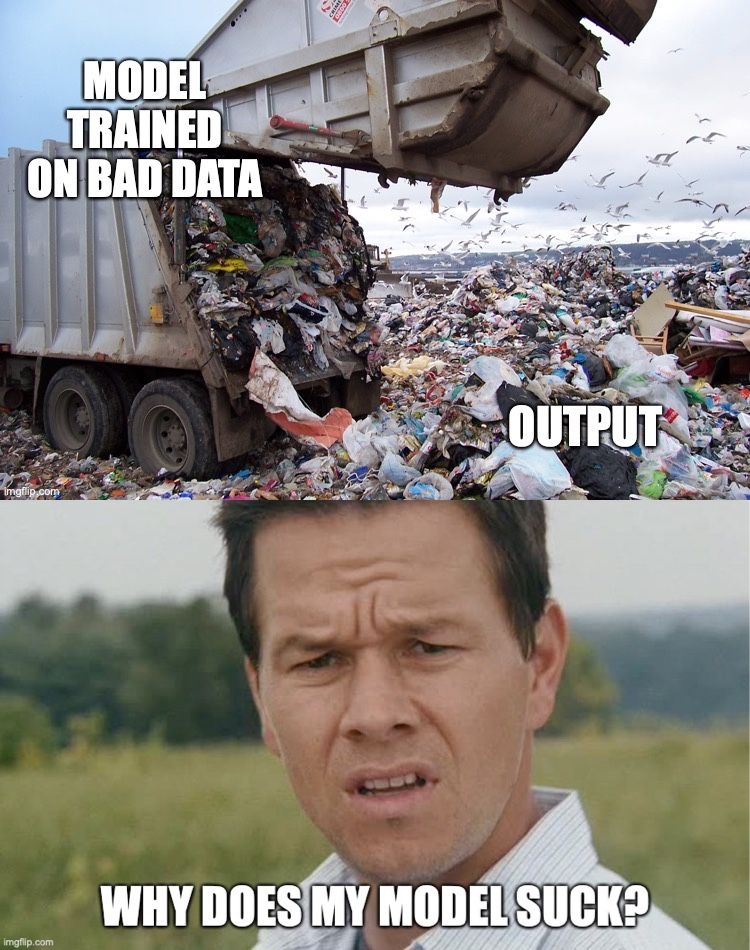 MODEL
TRAINED
ON BAD DATA
OUTPUT
imgflip.com
WHY DOES MY MODEL SUCK?
imgflip.com